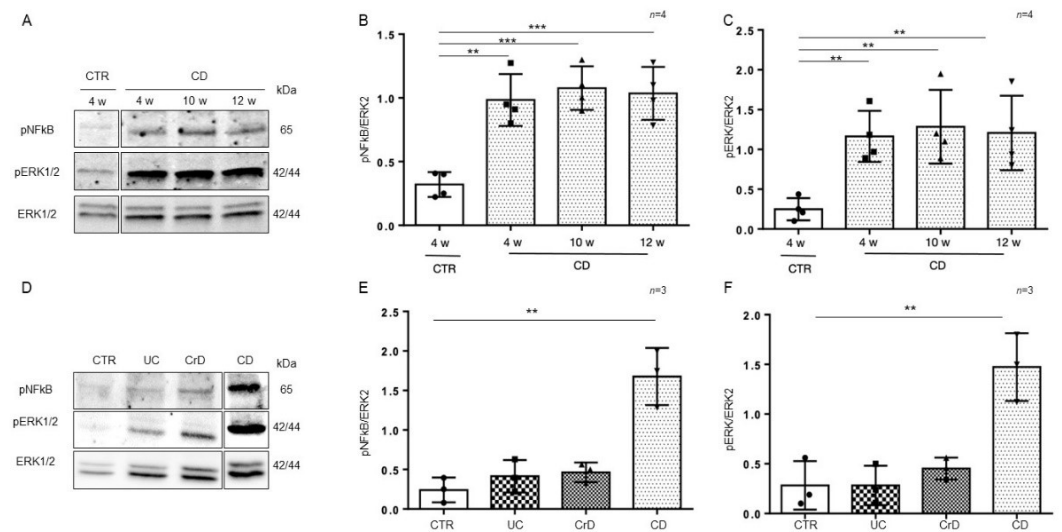 A
CTR CD
4 w 4 w 10 w 12 w kDa
pNFkB 65
pERK1/2 42/44
ERK1/2 42/44
B
n=4
***
***
**
pNFkB/ERK2
1.5
1.0
0.5
0.0
4 w 4 w 10 w 12 w
CTR CD
C
n=4
**
**
**
pERK/ERK2
2.5
2.0
1.5
1.0
0.5
0.0
4 w 4 w 10 w 12 w
CTR CD
D
CTR UC CrD CD kDa
pNFkB 65
pERK1/2 42/44
ERK1/2 42/44
E
n=3
**
pNFkB/ERK2
2.5
2.0
1.5
1.0
0.5
0.0
CTR UC CrD CD
F
n=3
**
pERK/ERK2
2.0
1.5
1.0
0.5
0.0
CTR UC CrD CD